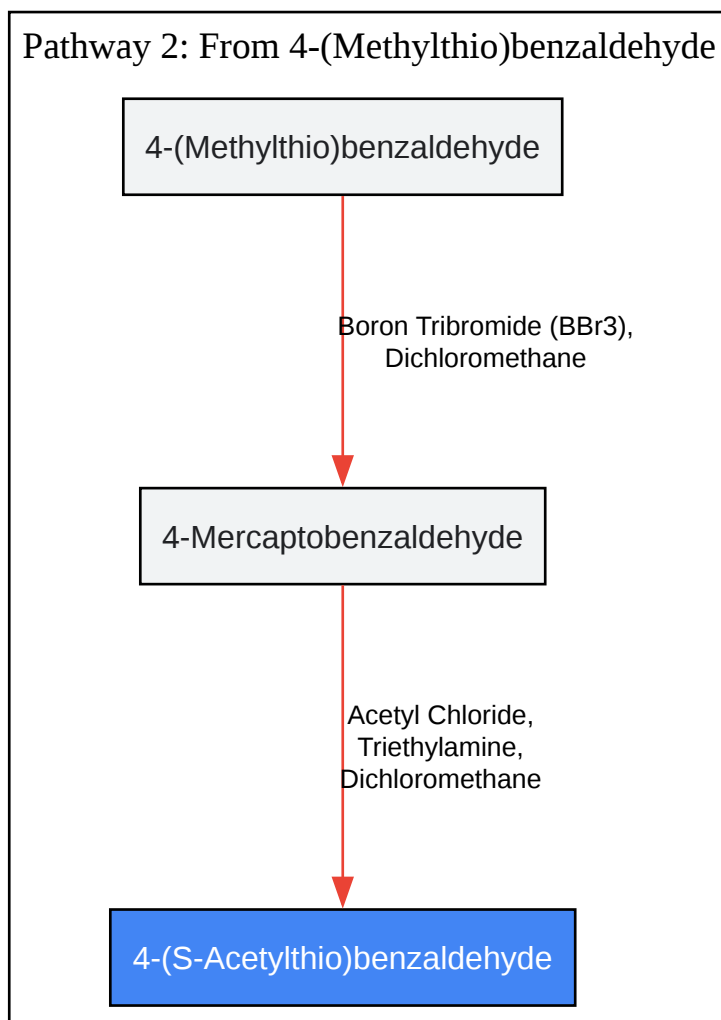 Pathway 2: From 4-(Methylthio)benzaldehyde
4-(Methylthio)benzaldehyde
Boron Tribromide (BBr3),
Dichloromethane
4-Mercaptobenzaldehyde
Acetyl Chloride,
Triethylamine,
Dichloromethane
4-(S-Acetylthio)benzaldehyde